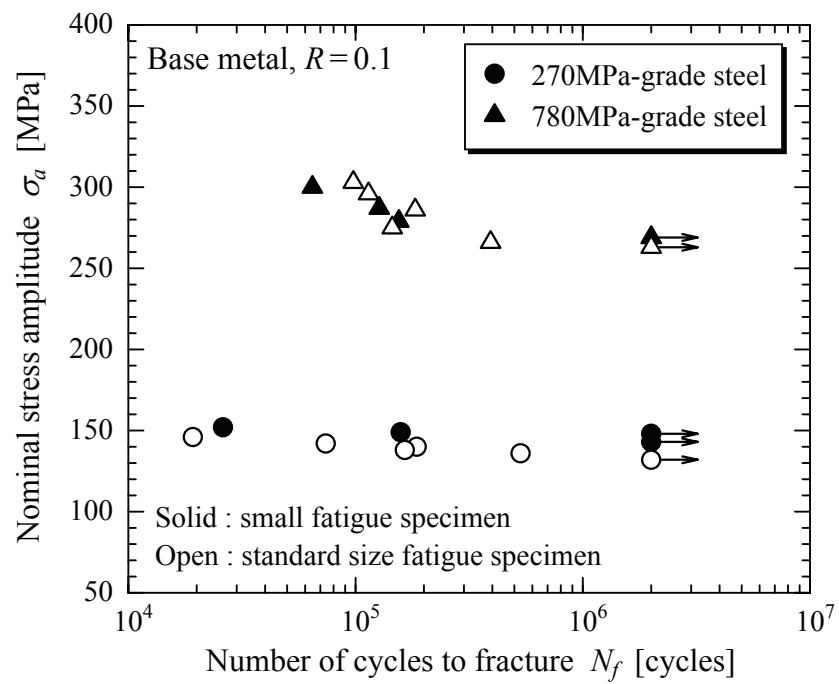 Base metal, R = 0.1
270MPa-grade steel
780MPa-grade steel
400
350
300
250
200
150
100
50
Nominal stress amplitude σa [MPa]
Solid : small fatigue specimen
Open : standard size fatigue specimen
10^4
10^5
10^6
10^7
Number of cycles to fracture Nf [cycles]